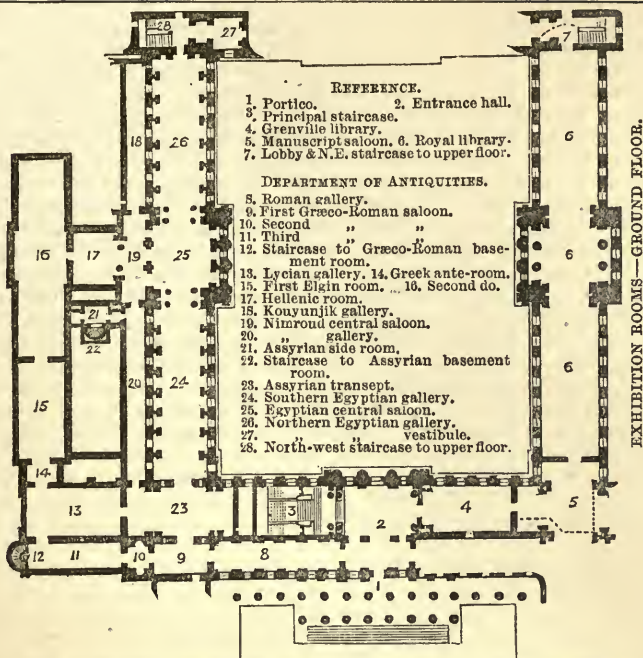 REFERENCE.
1. Portico. 2. Entrance hall.
3. Principal staircase.
4. Grenville library.
5. Manuscript saloon. 6. Royal library.
7. Lobby & N.E. staircase to upper floor.
DEPARTMENT OF ANTIQUITIES.
8. Roman gallery.
9. First Græco-Roman saloon.
10. Second „ „
11. Third „ „
12. Staircase to Græco-Roman base-
ment room.
13. Lycian gallery. 14. Greek ante-room.
15. First Elgin room. ... 16. Second do.
17. Hellenic room.
18. Kouyunjik gallery.
19. Nimroud central saloon.
20. „ gallery.
21. Assyrian side room.
22. Staircase to Assyrian basement
room.
23. Assyrian transept.
24. Southern Egyptian gallery.
25. Egyptian central saloon.
26. Northern Egyptian gallery.
27. „ „ vestibule.
28. North-west staircase to upper floor.
EXHIBITION ROOMS—GROUND FLOOR.
28
27
7
18
26
6
16
17
19
25
6
21
22
20
24
6
15
14
13
23
3
2
4
5
12
11
10
9
8
1